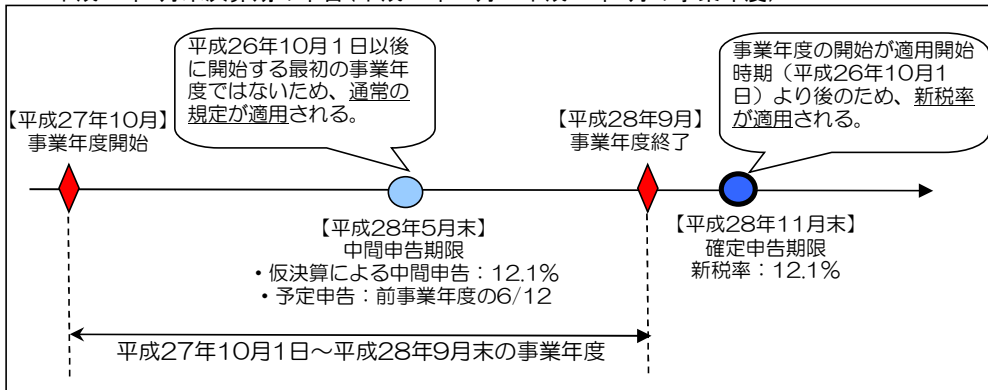 平成26年10月1日以後
に開始する最初の事業年
度ではないため、通常の
規定が適用される。
事業年度の開始が適用開始
時期（平成26年10月1
日）より後のため、新税率
が適用される。
【平成27年10月】
事業年度開始
【平成28年9月】
事業年度終了
【平成28年5月末】
中間申告期限
・仮決算による中間申告：12.1%
・予定申告：前事業年度の6/12
【平成28年11月末】
確定申告期限
新税率：12.1%
平成27年10月1日～平成28年9月末の事業年度